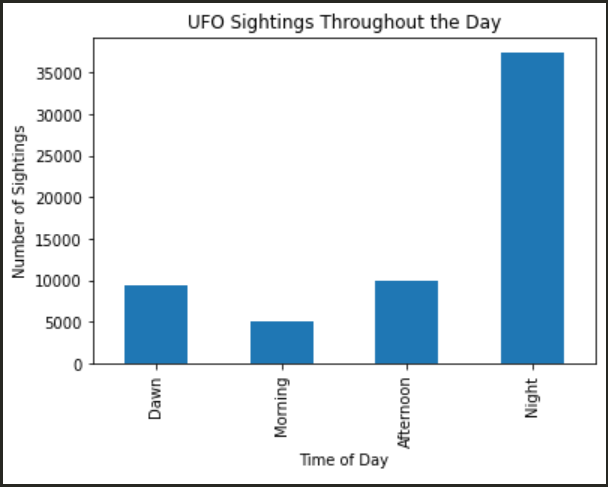 UFO Sightings Throughout the Day
Number of Sightings
35000
30000
25000
20000
15000
10000
5000
0
Dawn
Morning
Afternoon
Night
Time of Day